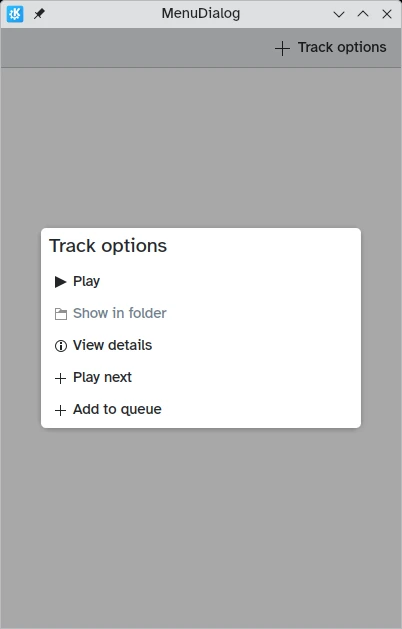 MenuDialog
Track options
Track options
Play
Show in folder
View details
Play next
Add to queue